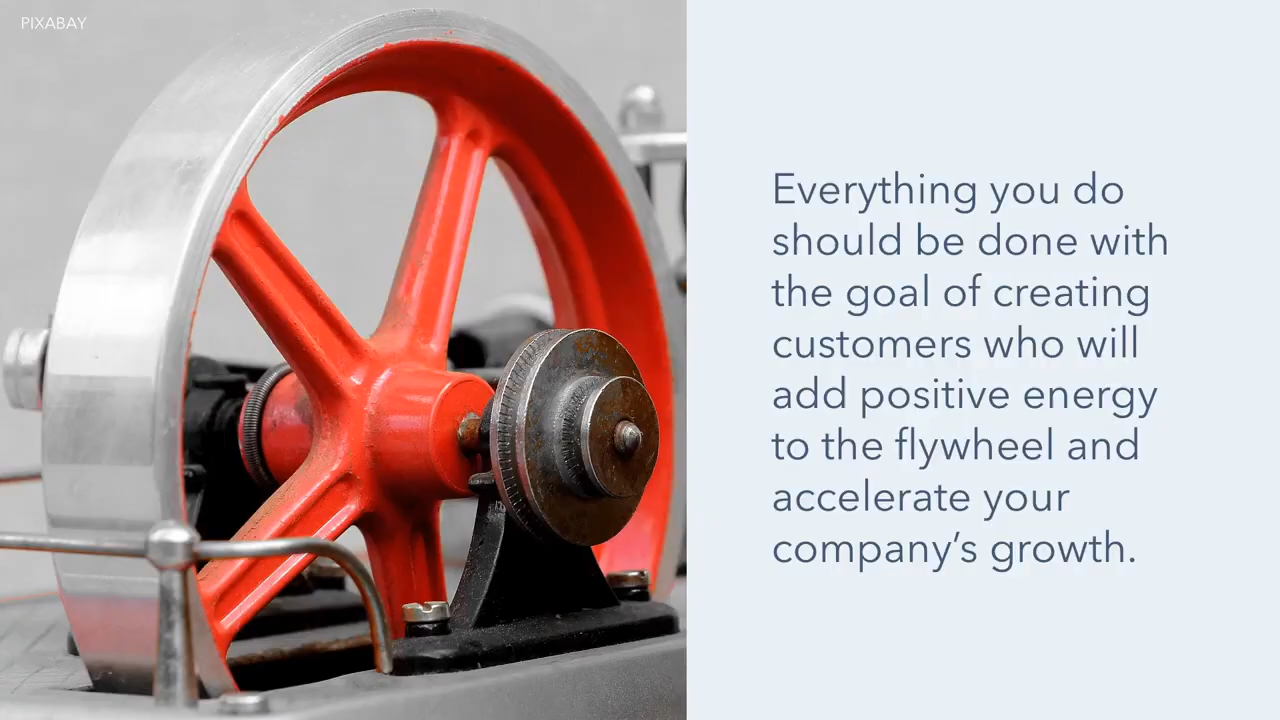 PIXABAY
Everything you do
should be done with
the goal of creating
customers who will
add positive energy
to the flywheel and
accelerate your
company’s growth.